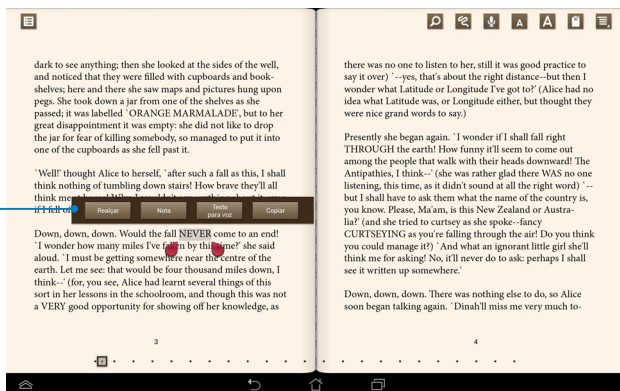 A A
dark to see anything; then she looked at the sides of the well,
and noticed that they were filled with cupboards and book-
shelves; here and there she saw maps and pictures hung upon
pegs. She took down a jar from one of the shelves as she
passed; it was labelled `ORANGE MARMALADE', but to her
great disappointment it was empty: she did not like to drop
the jar for fear of killing somebody, so managed to put it into
one of the cupboards as she fell past it.
`Well!' thought Alice to herself, `after such a fall as this, I shall
think nothing of tumbling down stairs! How brave they'll all
think me
if I fell of
Realçar
Nota
Texto
para voz
Copiar
Down, down, down. Would the fall NEVER come to an end!
`I wonder how many miles I've fallen by this time?' she said
aloud. `I must be getting somewhere near the centre of the
earth. Let me see: that would be four thousand miles down, I
think--' (for, you see, Alice had learnt several things of this
sort in her lessons in the schoolroom, and though this was not
a VERY good opportunity for showing off her knowledge, as
3
there was no one to listen to her, still it was good practice to
say it over) `--yes, that's about the right distance--but then I
wonder what Latitude or Longitude I've got to?' (Alice had no
idea what Latitude was, or Longitude either, but thought they
were nice grand words to say.)
Presently she began again. `I wonder if I shall fall right
THROUGH the earth! How funny it'll seem to come out
among the people that walk with their heads downward! The
Antipathies, I think--' (she was rather glad there WAS no one
listening, this time, as it didn't sound at all the right word) `--
but I shall have to ask them what the name of the country is,
you know. Please, Ma'am, is this New Zealand or Austra-
lia?' (and she tried to curtsey as she spoke--fancy
CURTSEYING as you're falling through the air! Do you think
you could manage it?) `And what an ignorant little girl she'll
think me for asking! No, it'll never do to ask: perhaps I shall
see it written up somewhere.'
Down, down, down. There was nothing else to do, so Alice
soon began talking again. `Dinah'll miss me very much to-
4